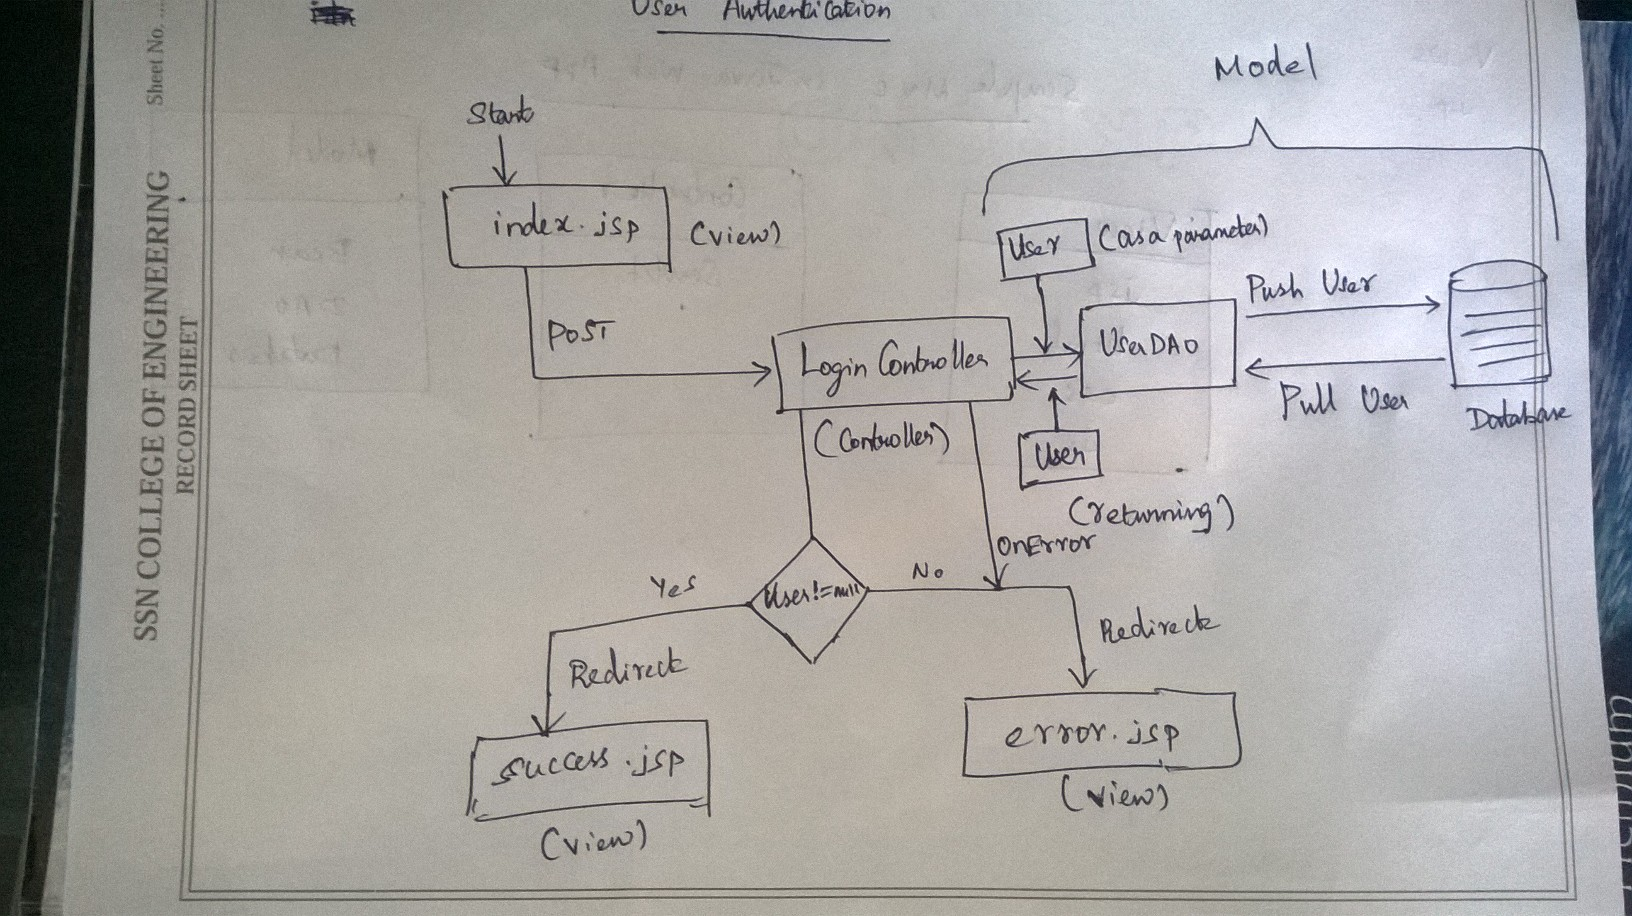 User Authentication
Model
Start
index.jsp
(view)
User
(as a parameter)
Push User
POST
Login Controller
UserDAO
Pull User
Database
(Controller)
User
(returning)
OnError
Yes
User!=null
No
Redirect
Redirect
success.jsp
error.jsp
(view)
(view)
SSN COLLEGE OF ENGINEERING
RECORD SHEET
Sheet No. ...